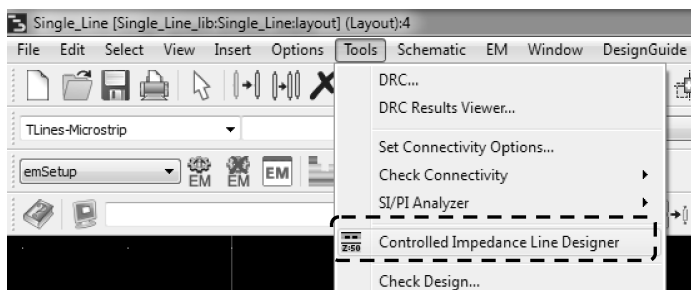 Single_Line [Single_Line_lib:Single_Line:layout] (Layout):4
File Edit Select View Insert Options Tools Schematic EM Window DesignGuide
TLines-Microstrip
emSetup
EM EM EM
DRC...
DRC Results Viewer...
Set Connectivity Options...
Check Connectivity
SI/PI Analyzer
Z:50 Controlled Impedance Line Designer
Check Design...